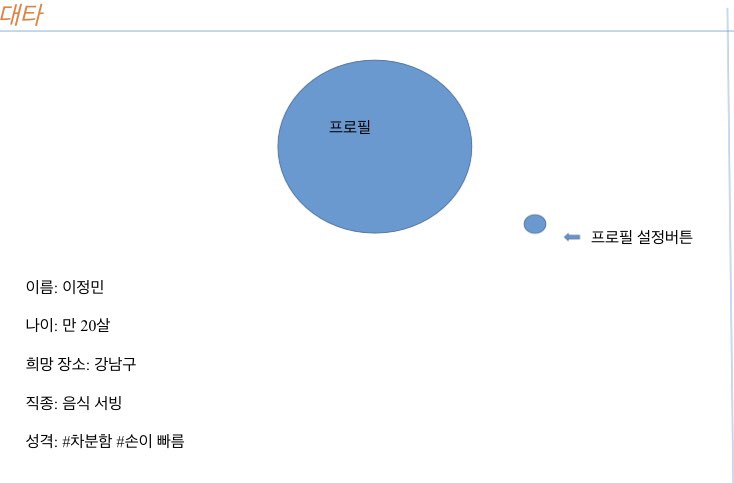 대타
프로필
프로필 설정버튼
이름: 이정민
나이: 만 20살
희망 장소: 강남구
직종: 음식 서빙
성격: #차분함 #손이 빠름